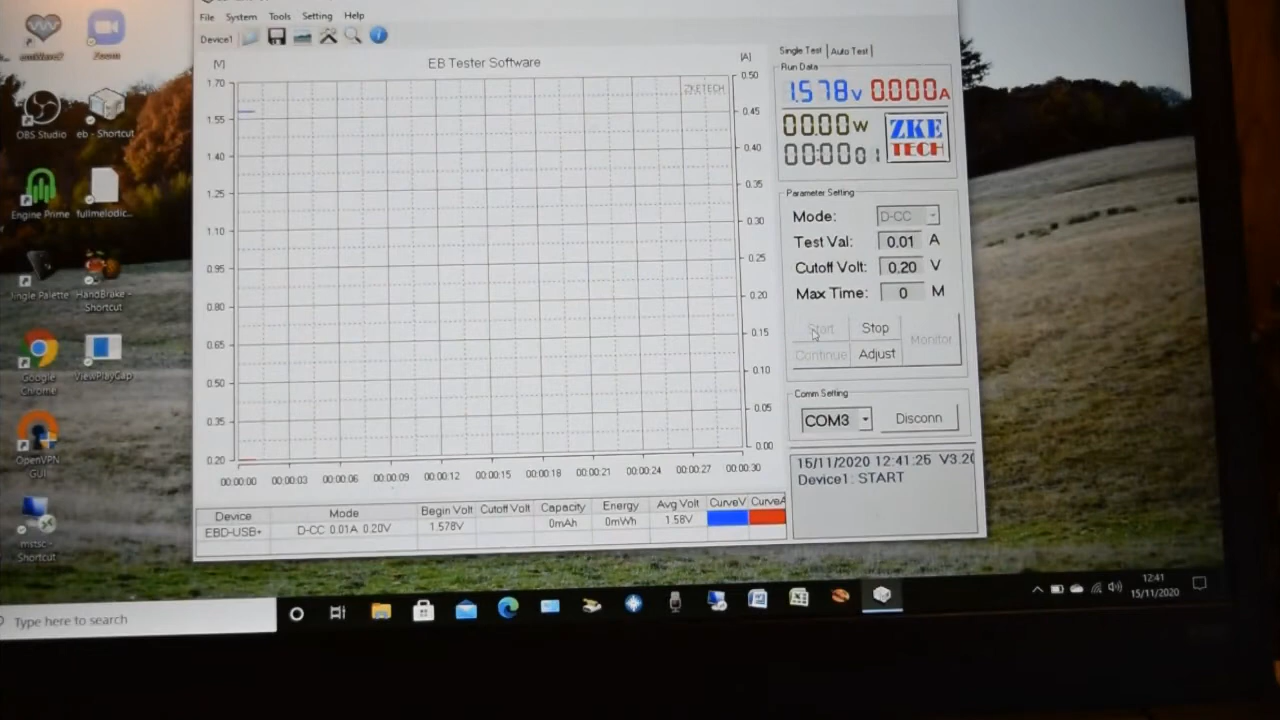 File System Tools Setting Help
Device1
Zoom
OBS Studio
eb - Shortcut
Engine Prime
fullmelodic...
Jingle Palette
HandBrake - Shortcut
Google Chrome
ViewPlayCap
OpenVPN GUI
mstsc - Shortcut
[V]
EB Tester Software
[A]
ZKETECH
1.70
1.55
1.40
1.25
1.10
0.95
0.80
0.65
0.50
0.35
0.20
0.50
0.45
0.40
0.35
0.30
0.25
0.20
0.15
0.10
0.05
0.00
00:00:00 00:00:03 00:00:06 00:00:09 00:00:12 00:00:15 00:00:18 00:00:21 00:00:24 00:00:27 00:00:30
Device Mode Begin Volt Cutoff Volt Capacity Energy Avg Volt CurveV CurveA
EBD-USB+ D-CC 0.01A 0.20V 1.578V 0mAh 0mWh 1.58V
Single Test Auto Test
Run Data
1.578V 0.000A
00.00W
ZKE TECH
Parameter Setting
Mode: D-CC
Test Val: 0.01 A
Cutoff Volt: 0.20 V
Max Time: 0 M
Start Stop
Monitor
Continue Adjust
Comm Setting
COM3 Disconn
15/11/2020 12:41:25 V3.20
Device1: START
Type here to search
12:41
15/11/2020